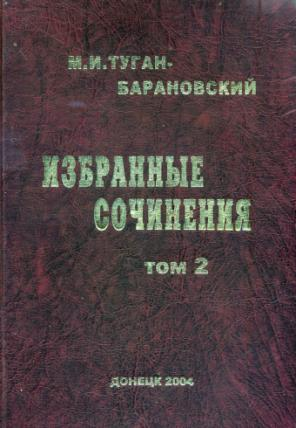 М.И.ТУГАН-
БАРАНОВСКИЙ
ИЗБРАННЫЕ
СОЧИНЕНИЯ
ТОМ 2
ДОНЕЦК 2004